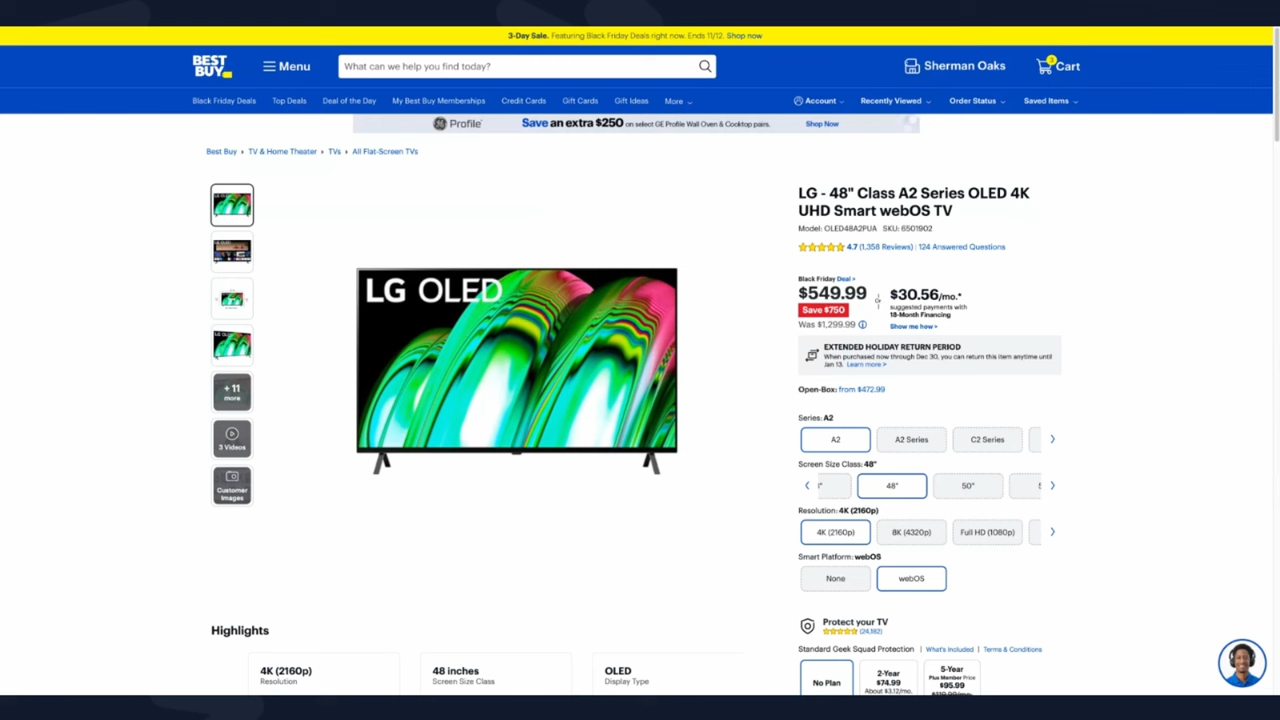 3-Day Sale. Featuring Black Friday Deals right now. Ends 11/12. Shop now
BEST BUY
Menu
What can we help you find today?
Sherman Oaks
3
Cart
Black Friday Deals
Top Deals
Deal of the Day
My Best Buy Memberships
Credit Cards
Gift Cards
Gift Ideas
More
Account
Recently Viewed
Order Status
Saved Items
GE Profile
Save an extra $250 on select GE Profile Wall Oven & Cooktop pairs.
Shop Now
Best Buy › TV & Home Theater › TVs › All Flat-Screen TVs
LG - 48" Class A2 Series OLED 4K
UHD Smart webOS TV
Model: OLED48A2PUA SKU: 6501902
4.7 (1,358 Reviews) | 124 Answered Questions
LG OLED
+ 11
more
3 Videos
Customer
Images
Black Friday Deal >
$549.99
Save $750
Was $1,299.99
or
$30.56/mo.*
suggested payments with
18-Month Financing
Show me how >
EXTENDED HOLIDAY RETURN PERIOD
When purchased now through Dec 30, you can return this item anytime until
Jan 13. Learn more >
Open-Box: from $472.99
Series: A2
A2
A2 Series
C2 Series
Screen Size Class: 48"
48"
50"
Resolution: 4K (2160p)
4K (2160p)
8K (4320p)
Full HD (1080p)
Smart Platform: webOS
None
webOS
Protect your TV
(24,182)
Standard Geek Squad Protection | What's Included | Terms & Conditions
No Plan
2-Year
$74.99
About $3.12/mo.
5-Year
Plus Member Price
$95.99
$119.99
Highlights
4K (2160p)
Resolution
48 inches
Screen Size Class
OLED
Display Type